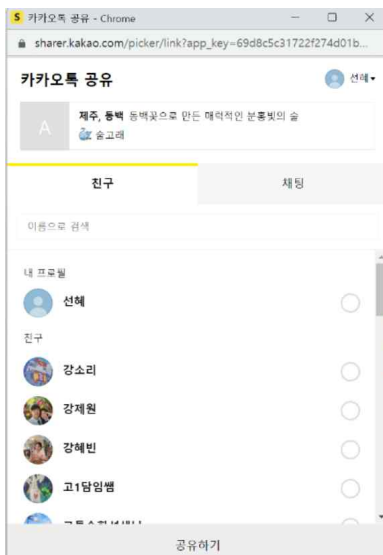 S 카카오톡 공유 - Chrome
sharer.kakao.com/picker/link?app_key=69d8c5c31722f274d01b...
카카오톡 공유
선혜
A
제주, 동백 동백꽃으로 만든 매력적인 분홍빛의 술
술고래
친구
채팅
이름으로 검색
내 프로필
선혜
친구
강소리
강제원
강혜빈
고1담임쌤
공유하기